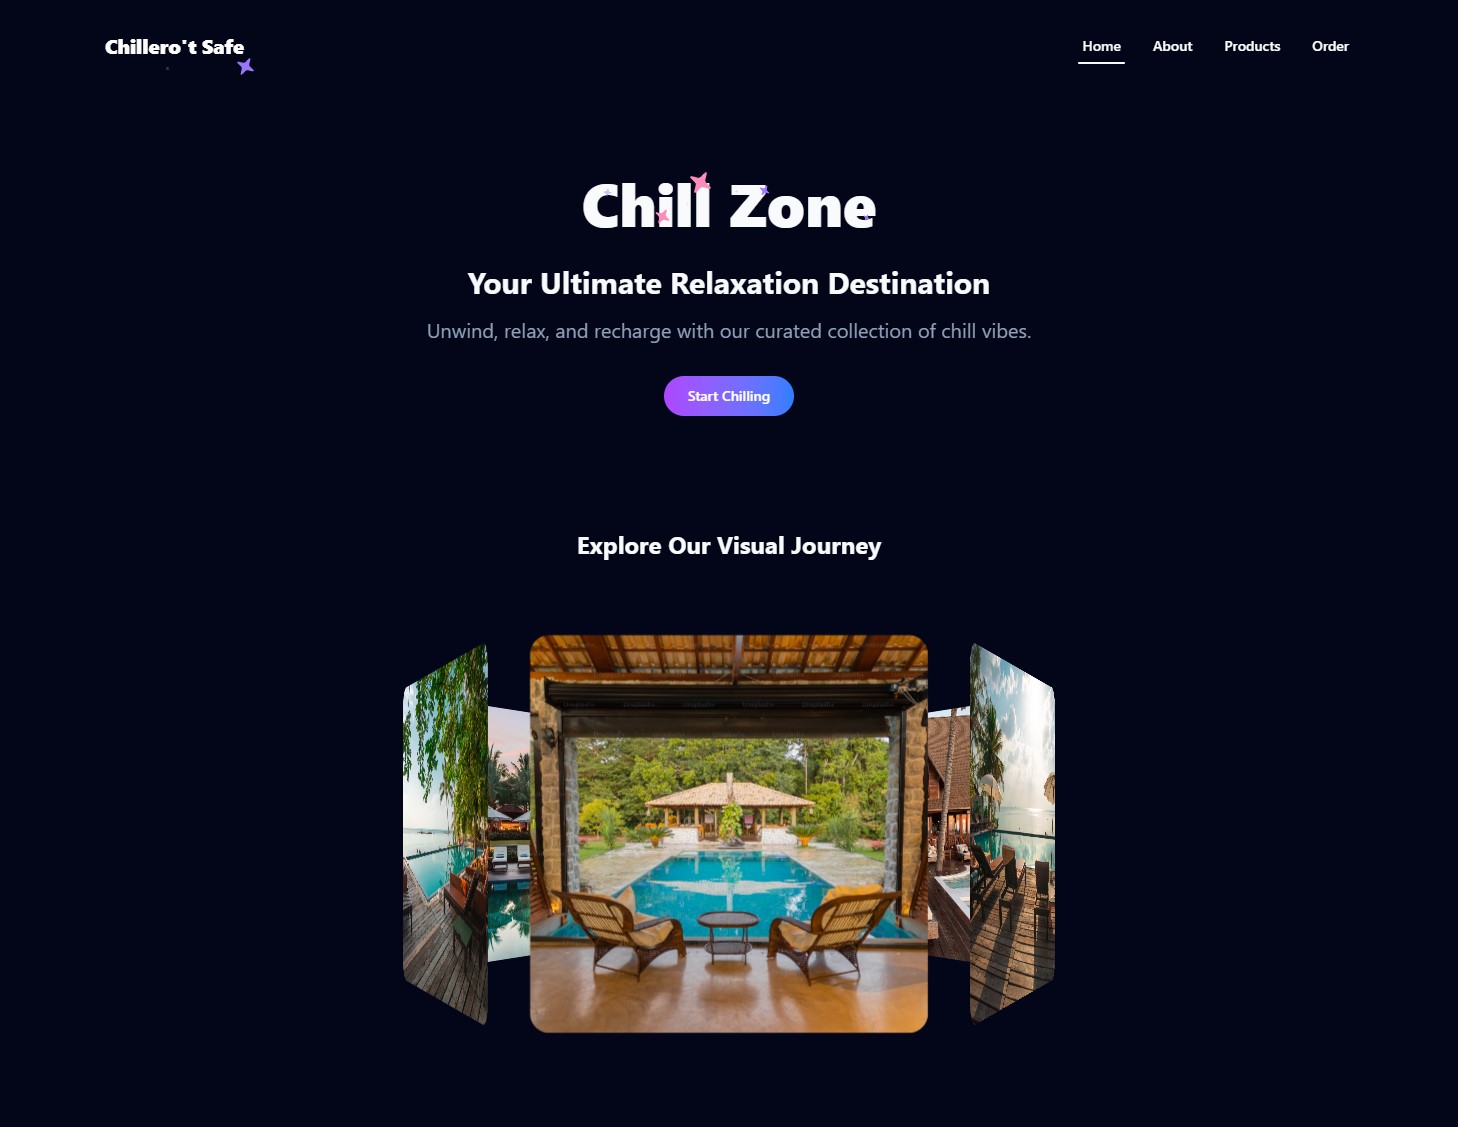 Chillero't Safe
Home About Products Order
Chill Zone
Your Ultimate Relaxation Destination
Unwind, relax, and recharge with our curated collection of chill vibes.
Start Chilling
Explore Our Visual Journey